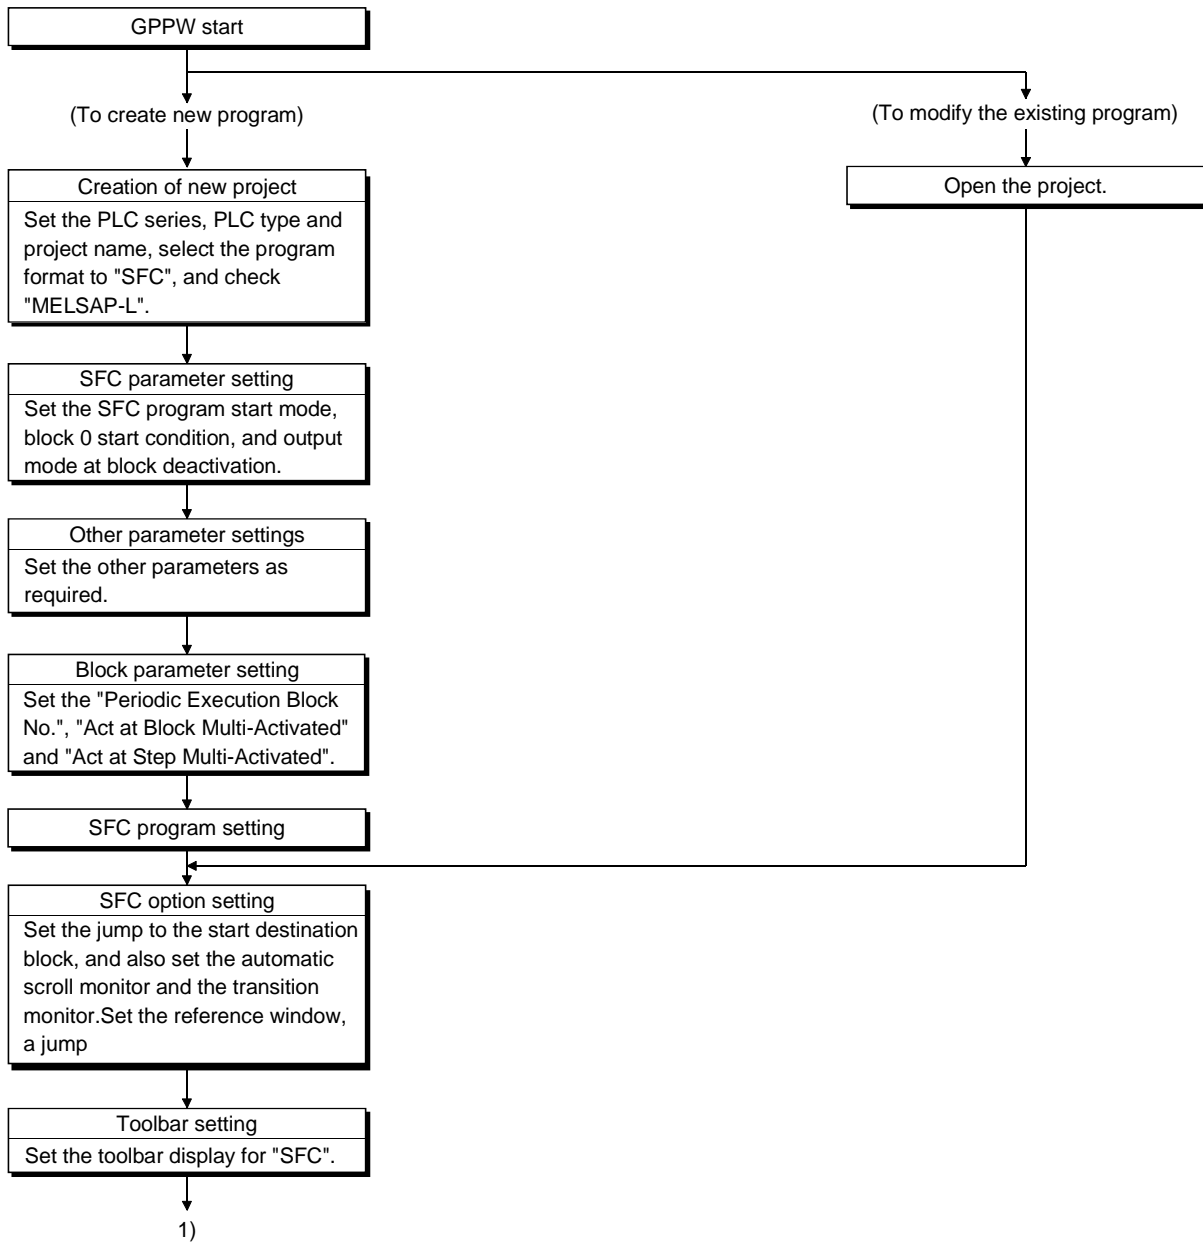 GPPW start
(To create new program)
(To modify the existing program)
Creation of new project
Set the PLC series, PLC type and
project name, select the program
format to "SFC", and check
"MELSAP-L".
Open the project.
SFC parameter setting
Set the SFC program start mode,
block 0 start condition, and output
mode at block deactivation.
Other parameter settings
Set the other parameters as
required.
Block parameter setting
Set the "Periodic Execution Block
No.", "Act at Block Multi-Activated"
and "Act at Step Multi-Activated".
SFC program setting
SFC option setting
Set the jump to the start destination
block, and also set the automatic
scroll monitor and the transition
monitor.Set the reference window,
a jump
Toolbar setting
Set the toolbar display for "SFC".
1)